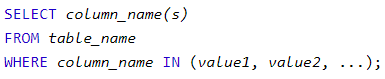 SELECT column_name(s)
FROM table_name
WHERE column_name IN (value1, value2, ...);